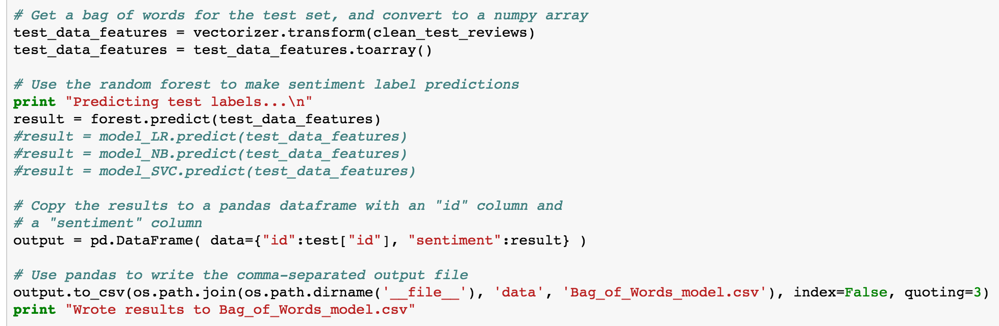 # Get a bag of words for the test set, and convert to a numpy array
test_data_features = vectorizer.transform(clean_test_reviews)
test_data_features = test_data_features.toarray()

# Use the random forest to make sentiment label predictions
print "Predicting test labels...\n"
result = forest.predict(test_data_features)
#result = model_LR.predict(test_data_features)
#result = model_NB.predict(test_data_features)
#result = model_SVC.predict(test_data_features)

# Copy the results to a pandas dataframe with an "id" column and
# a "sentiment" column
output = pd.DataFrame( data={"id":test["id"], "sentiment":result} )

# Use pandas to write the comma-separated output file
output.to_csv(os.path.join(os.path.dirname('__file__'), 'data', 'Bag_of_Words_model.csv'), index=False, quoting=3)
print "Wrote results to Bag_of_Words_model.csv"